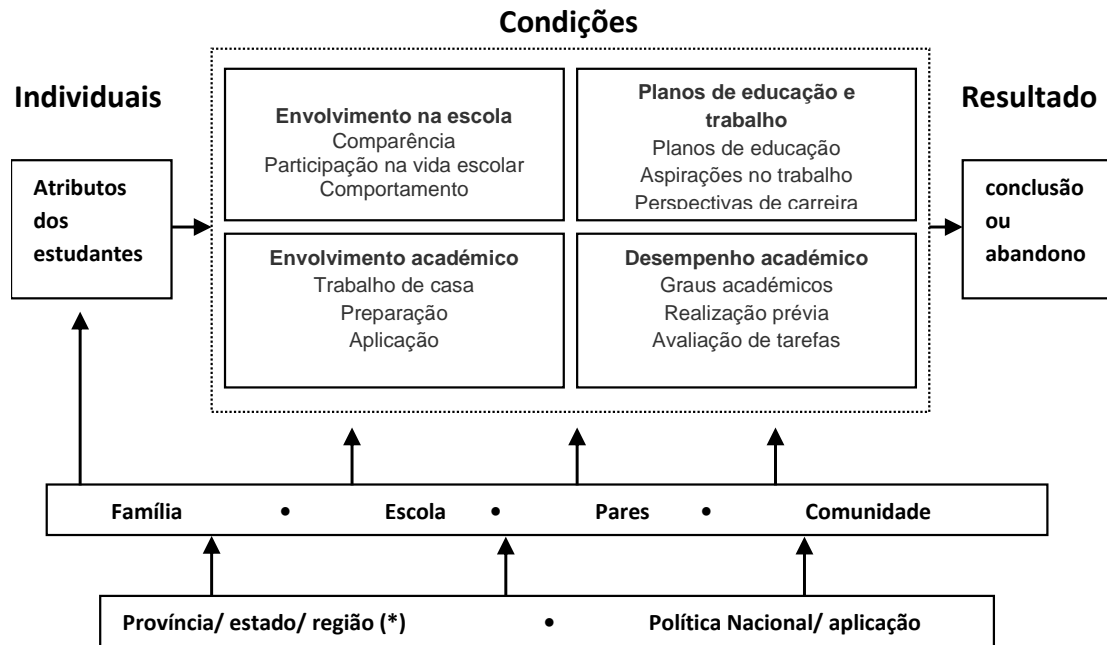 Condições
Individuais
Resultado
Envolvimento na escola
Comparência
Participação na vida escolar
Comportamento
Planos de educação e
trabalho
Planos de educação
Aspirações no trabalho
Perspectivas de carreira
Atributos
dos
estudantes
conclusão
ou
abandono
Envolvimento académico
Trabalho de casa
Preparação
Aplicação
Desempenho académico
Graus académicos
Realização prévia
Avaliação de tarefas
Família • Escola • Pares • Comunidade
Província/ estado/ região (*) • Política Nacional/ aplicação